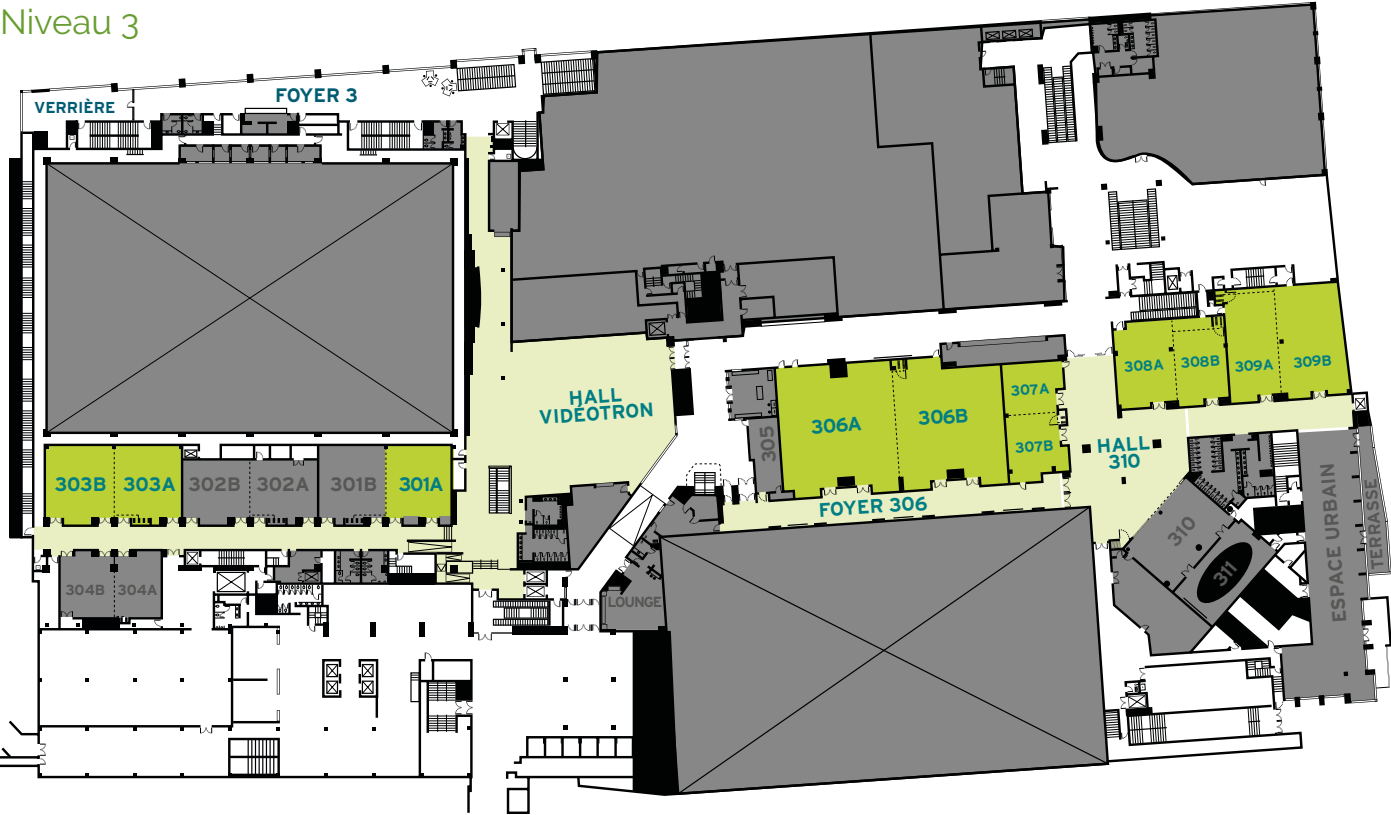 Niveau 3
VERRIÈRE
FOYER 3
HALL
VIDÉOTRON
303B
303A
302B
302A
301B
301A
304B
304A
LOUNGE
305
306A
306B
307A
307B
FOYER 306
308A
308B
309A
309B
HALL
310
310
311
ESPACE URBAIN
TERRASSE